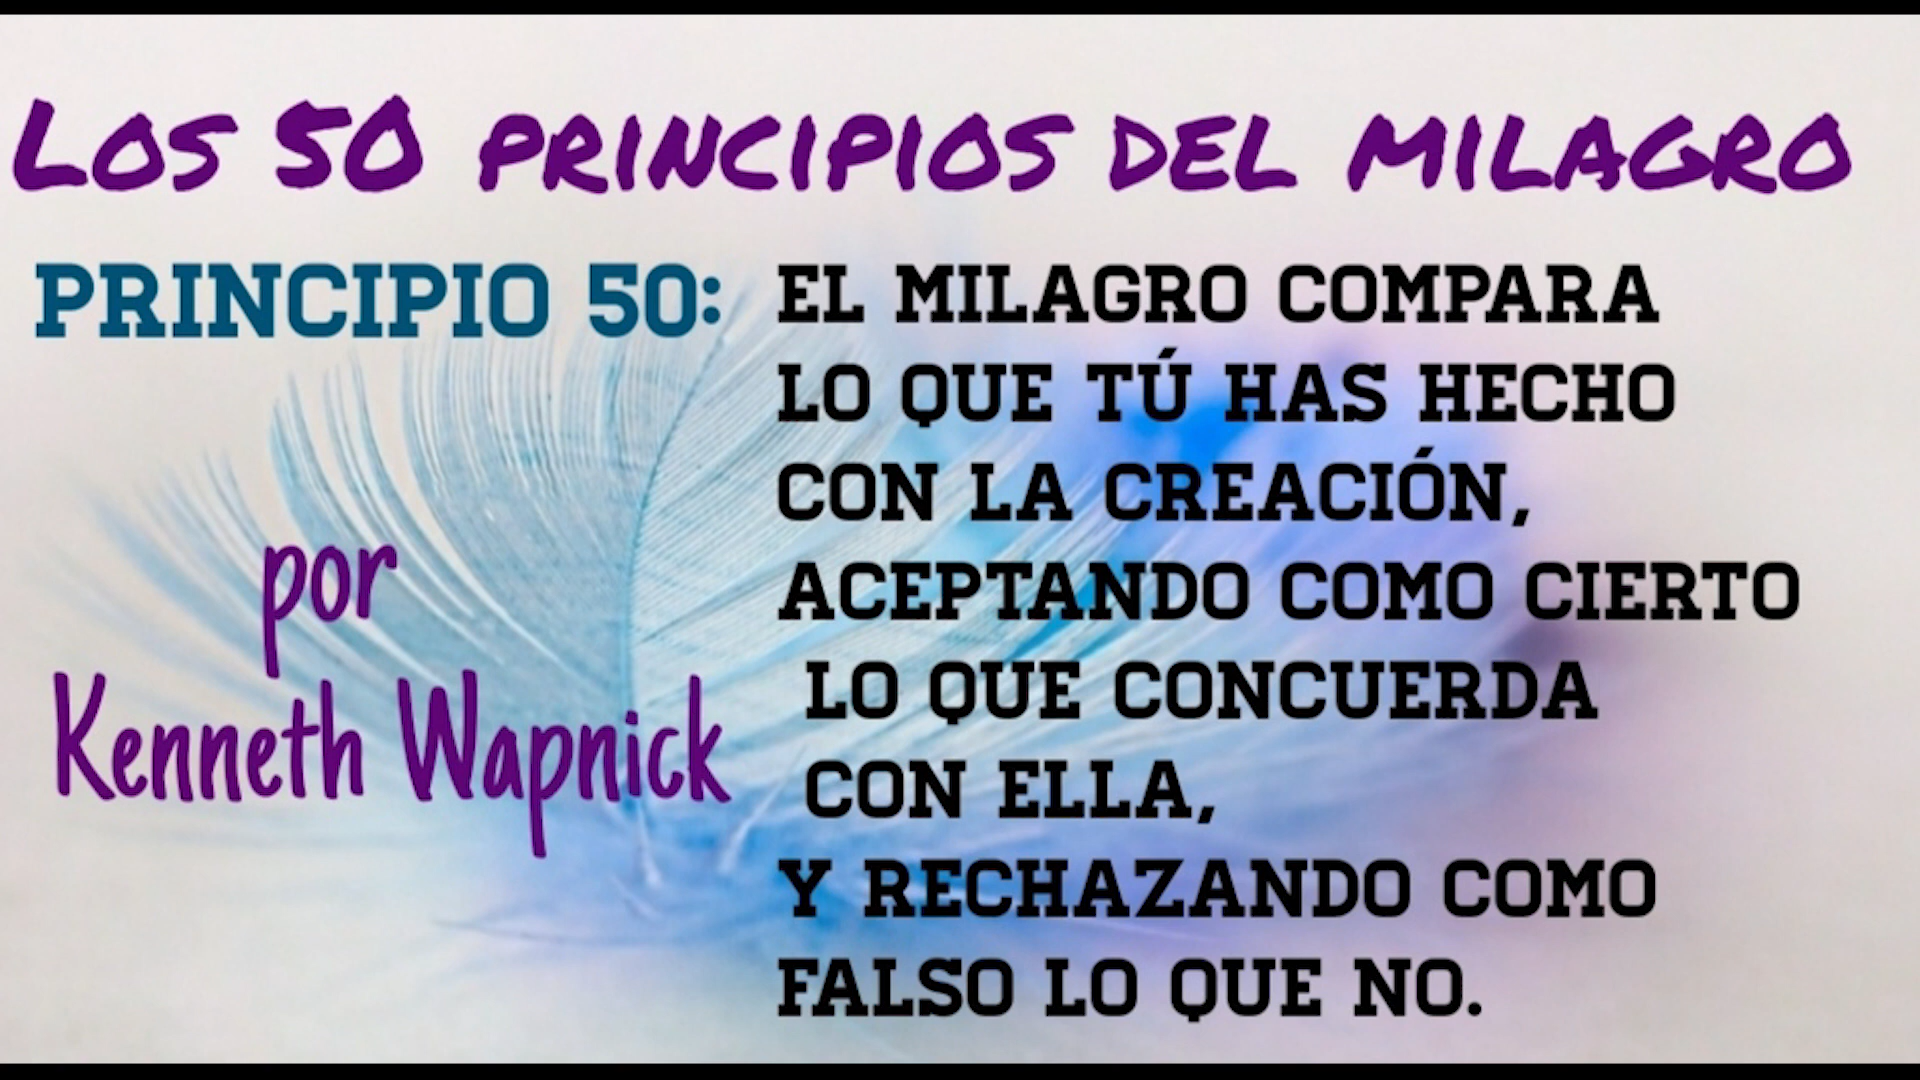 Los 50 principios del milagro
PRINCIPIO 50:
EL MILAGRO COMPARA
LO QUE TÚ HAS HECHO
CON LA CREACIÓN,
ACEPTANDO COMO CIERTO
LO QUE CONCUERDA
CON ELLA,
Y RECHAZANDO COMO
FALSO LO QUE NO.
por
Kenneth Wapnick